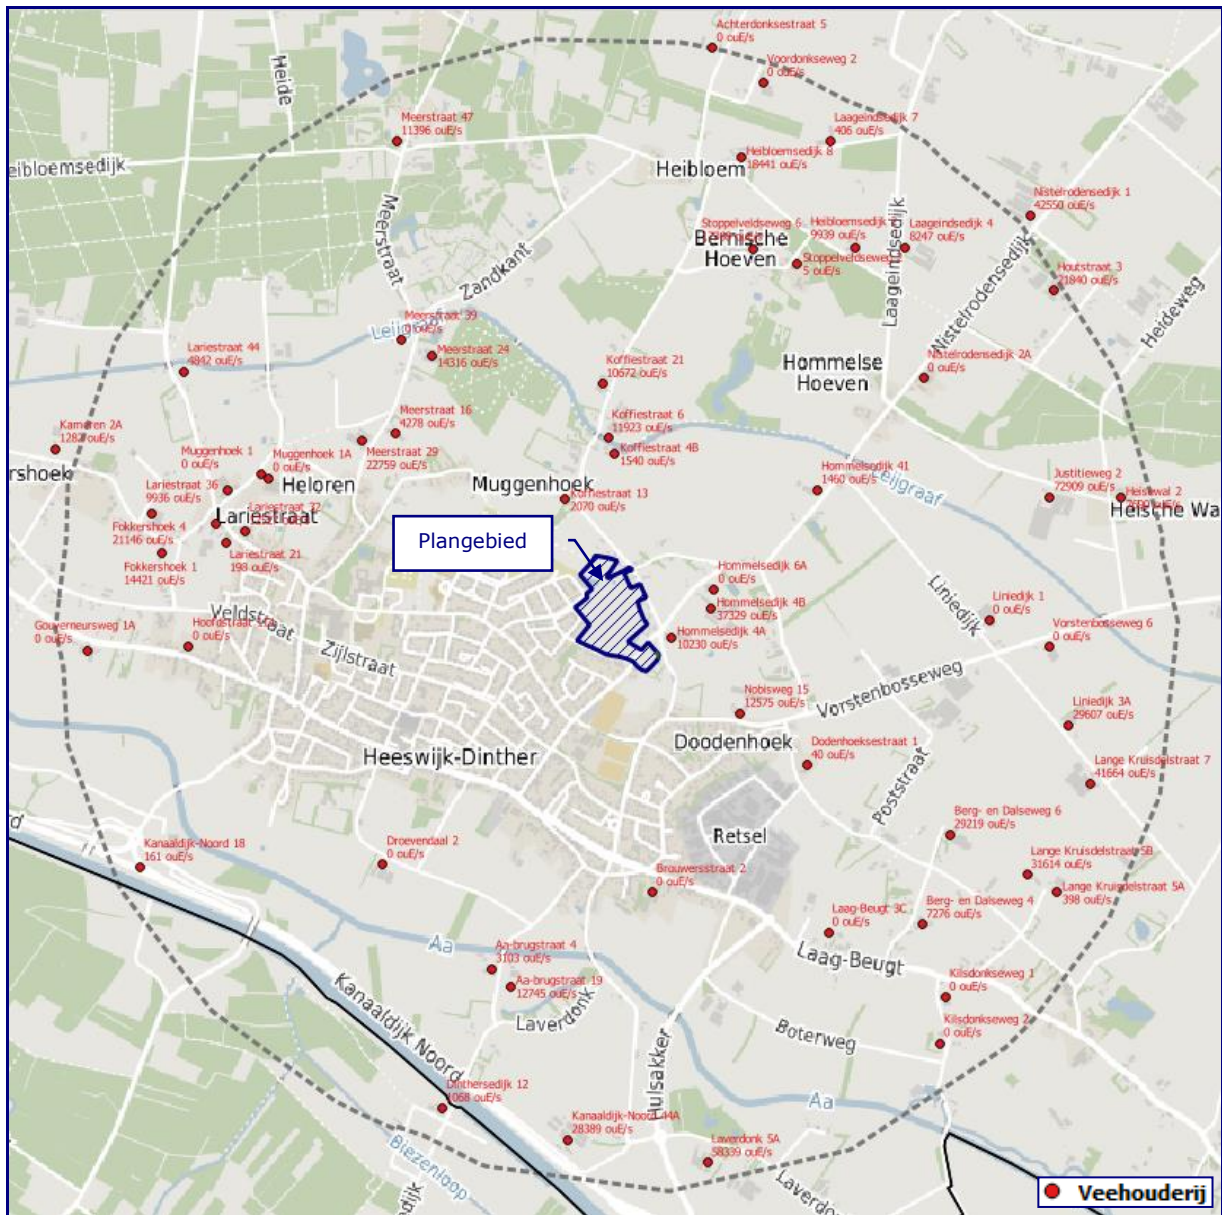 Achterdonksestraat 5
0 ouE/s
Voordonkseweg 2
0 ouE/s
Heide
Meerstraat 47
11396 ouE/s
Laageindsedijk 7
406 ouE/s
Heibloemsedijk 8
18441 ouE/s
Heibloem
eibloemsedijk
Nistelrodensedijk 1
42550 ouE/s
Meerstraat
Laageindsedijk
Stoppelveldseweg 6
Heibloemsedijk
9939 ouE/s
Laageindsedijk 4
8247 ouE/s
Bernische
Hoeven
Stoppelveldseweg
5 ouE/s
Nistelrodensedijk
Houtstraat 3
21840 ouE/s
Heideweg
Zandkant
Leijgraaf
Meerstraat 39
0 ouE/s
Meerstraat 24
14316 ouE/s
Lariestraat 44
4842 ouE/s
Koffiestraat 21
10672 ouE/s
Hommelse
Hoeven
Nistelrodensedijk 2A
0 ouE/s
Meerstraat 16
4278 ouE/s
Koffiestraat 6
11923 ouE/s
Koffiestraat 4B
1540 ouE/s
Kameren 2A
1282 ouE/s
ershoek
Muggenhoek 1
0 ouE/s
Muggenhoek 1A
0 ouE/s
Meerstraat 29
22759 ouE/s
Heloren
Muggenhoek
Hommelsedijk 41
1460 ouE/s
Leijgraaf
Justitieweg 2
72909 ouE/s
Heiswal 2
Heische Wa
Lariestraat 36
9936 ouE/s
Koffiestraat 13
2070 ouE/s
Lariestraat
Fokkershoek 4
21146 ouE/s
Lariestraat 21
198 ouE/s
Fokkershoek 1
14421 ouE/s
Plangebied
Hommelsedijk 6A
0 ouE/s
Hommelsedijk 4B
37329 ouE/s
Hommelsedijk 4A
10230 ouE/s
Liniedijk
Liniedijk 1
0 ouE/s
Vorstenbosseweg 6
0 ouE/s
Veldstraat
Gouverneursweg 1A
0 ouE/s
0 ouE/s
Zijlstraat
Vorstenbosseweg
Nobisweg 15
12575 ouE/s
Liniedijk 3A
29607 ouE/s
Heeswijk-Dinther
Doodenhoek
Dodenhoeksestraat 1
40 ouE/s
Poststraat
Lange Kruisdelstraat 7
41664 ouE/s
rd
Retsel
Berg- en Dalseweg 6
29219 ouE/s
Kanaaldijk-Noord 18
161 ouE/s
Droevendaal 2
0 ouE/s
Lange Kruisdelstraat 5B
31614 ouE/s
Brouwersstraat 2
0 ouE/s
Lange Kruisdelstraat 5A
398 ouE/s
Berg- en Dalseweg 4
7276 ouE/s
Laag-Beugt 3C
0 ouE/s
Aa
Laag-Beugt
Aa-brugstraat 4
3103 ouE/s
Aa-brugstraat 19
12745 ouE/s
Kanaaldijk Noord
Laverdonk
Kilsdonkseweg 1
0 ouE/s
Kilsdonkseweg 2
0 ouE/s
Boterweg
Hulsakker
Dinthersedijk 12
1068 ouE/s
Kanaaldijk-Noord 44A
28389 ouE/s
Aa
Biezenloop
Laverdonk 5A
58339 ouE/s
Laverdo
edijk
Veehouderij